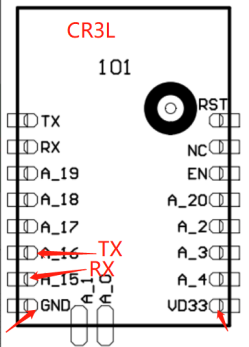 CR3L
101
RST
TX
RX
NC
A_19
EN
A_18
A_20
A_17
A_2
A_16
TX
A_3
A_15
RX
A_4
GND
A_1
A_0
VD33